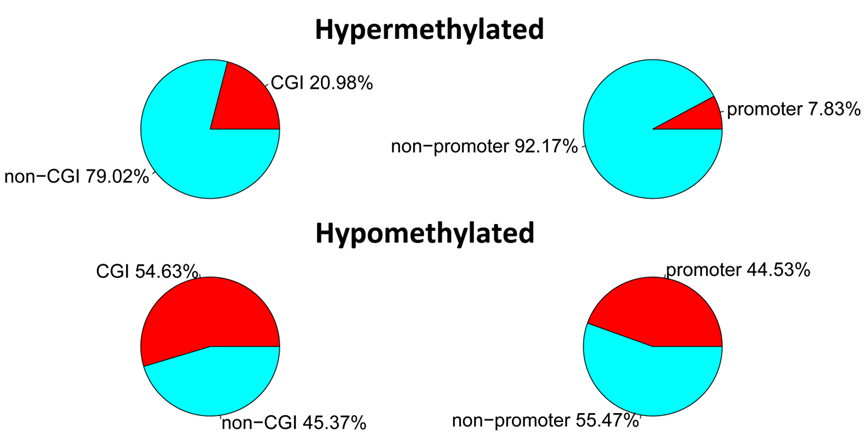 Hypermethylated
CGI 20.98%
non−CGI 79.02%
promoter 7.83%
non−promoter 92.17%
Hypomethylated
CGI 54.63%
non−CGI 45.37%
promoter 44.53%
non−promoter 55.47%